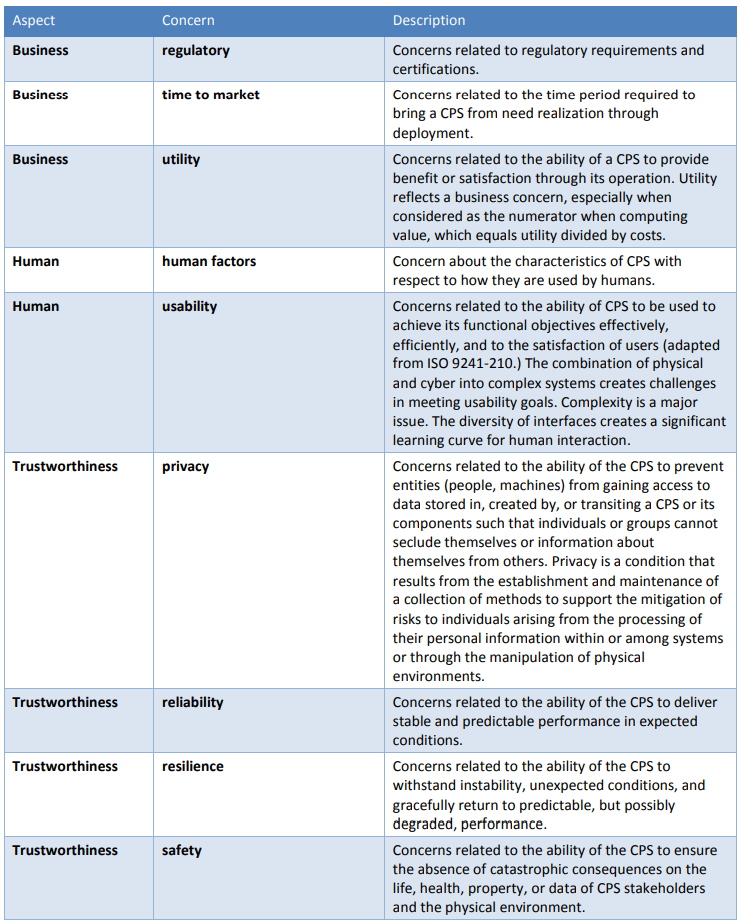 Aspect Concern Description
Business regulatory Concerns related to regulatory requirements and
certifications.
Business time to market Concerns related to the time period required to
bring a CPS from need realization through
deployment.
Business utility Concerns related to the ability of a CPS to provide
benefit or satisfaction through its operation. Utility
reflects a business concern, especially when
considered as the numerator when computing
value, which equals utility divided by costs.
Human human factors Concern about the characteristics of CPS with
respect to how they are used by humans.
Human usability Concerns related to the ability of CPS to be used to
achieve its functional objectives effectively,
efficiently, and to the satisfaction of users (adapted
from ISO 9241-210.) The combination of physical
and cyber into complex systems creates challenges
in meeting usability goals. Complexity is a major
issue. The diversity of interfaces creates a significant
learning curve for human interaction.
Trustworthiness privacy Concerns related to the ability of the CPS to prevent
entities (people, machines) from gaining access to
data stored in, created by, or transiting a CPS or its
components such that individuals or groups cannot
seclude themselves or information about
themselves from others. Privacy is a condition that
results from the establishment and maintenance of
a collection of methods to support the mitigation of
risks to individuals arising from the processing of
their personal information within or among systems
or through the manipulation of physical
environments.
Trustworthiness reliability Concerns related to the ability of the CPS to deliver
stable and predictable performance in expected
conditions.
Trustworthiness resilience Concerns related to the ability of the CPS to
withstand instability, unexpected conditions, and
gracefully return to predictable, but possibly
degraded, performance.
Trustworthiness safety Concerns related to the ability of the CPS to ensure
the absence of catastrophic consequences on the
life, health, property, or data of CPS stakeholders
and the physical environment.